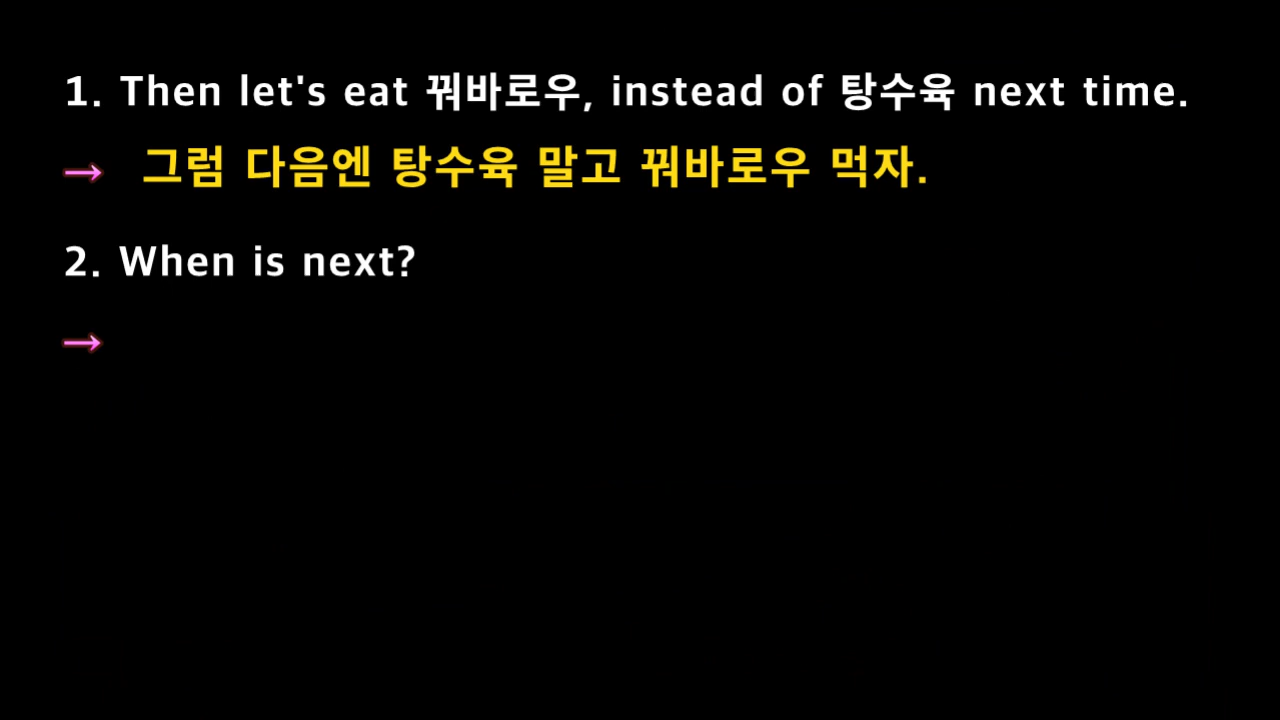 1. Then let's eat 꿔바로우, instead of 탕수육 next time.
→ 그럼 다음엔 탕수육 말고 꿔바로우 먹자.
2. When is next?
→